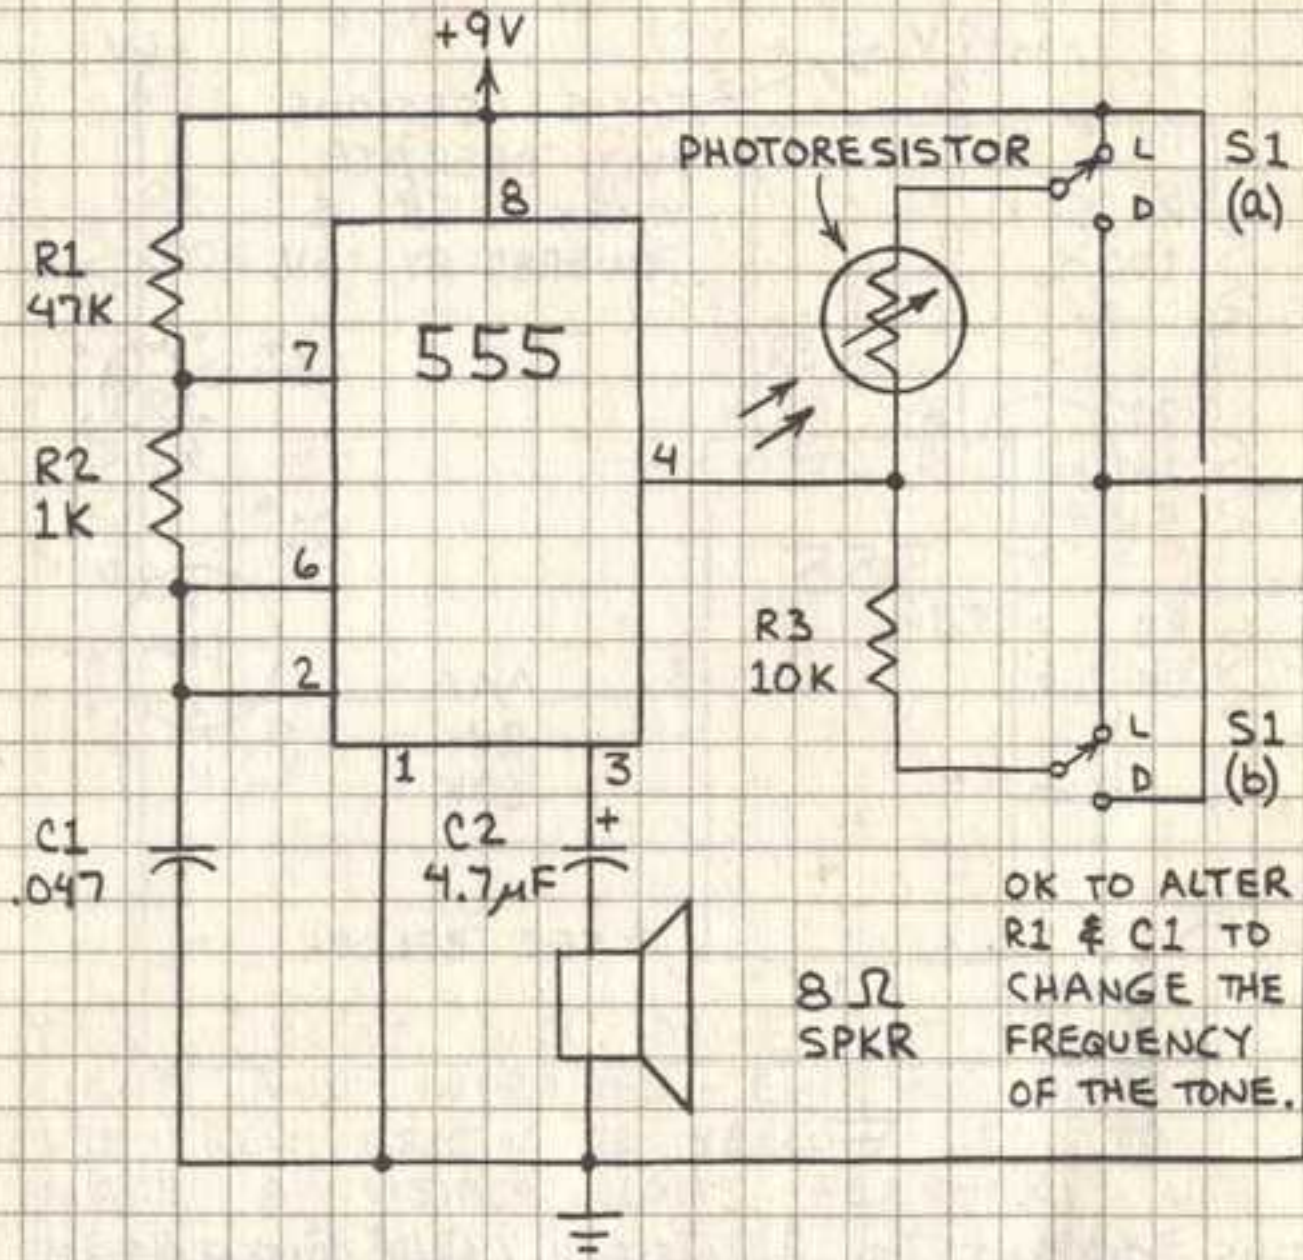 +9V
PHOTORESISTOR
L
S1
D
(a)
8
R1
47K
555
7
R2
1K
4
6
R3
10K
2
L
S1
D
(b)
1
3
C1
.047
C2
4.7µF
+
8 Ω
SPKR
OK TO ALTER
R1 & C1 TO
CHANGE THE
FREQUENCY
OF THE TONE.